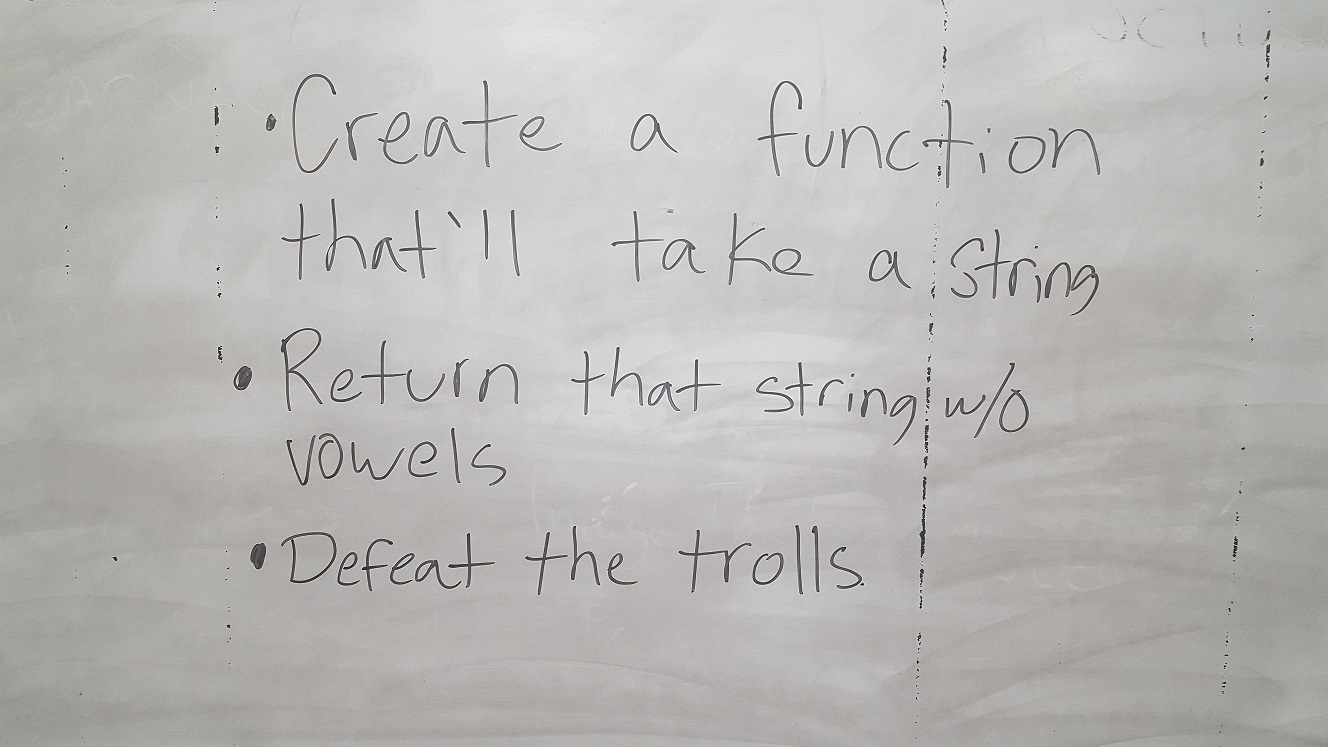 • Create a function
that'll take a string
• Return that string w/o
vowels
• Defeat the trolls.